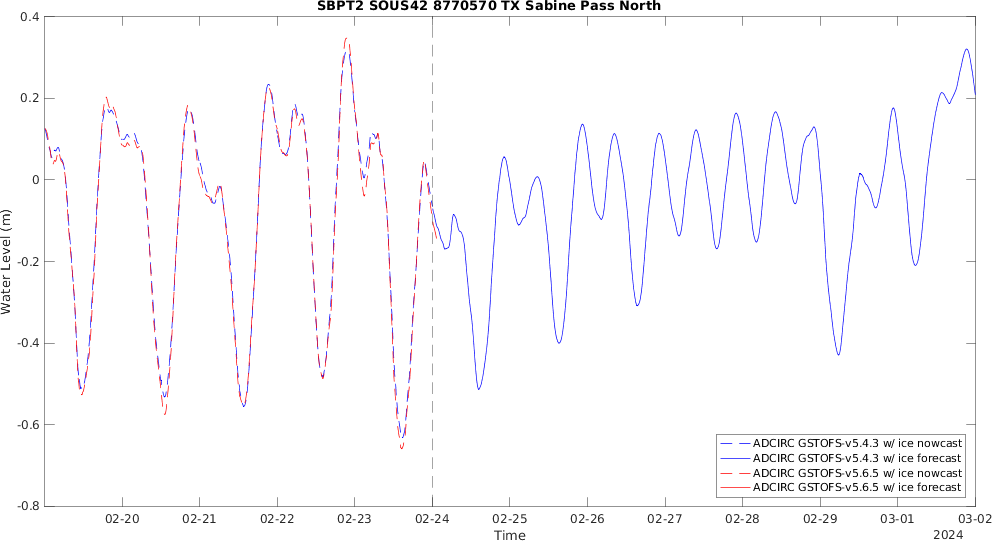 SBPT2 SOUS42 8770570 TX Sabine Pass North
0.4
0.2
0
-0.2
-0.4
-0.6
-0.8
Water Level (m)
ADCIRC GSTOFS-v5.4.3 w/ ice nowcast
ADCIRC GSTOFS-v5.4.3 w/ ice forecast
ADCIRC GSTOFS-v5.6.5 w/ ice nowcast
ADCIRC GSTOFS-v5.6.5 w/ ice forecast
02-20 02-21 02-22 02-23 02-24 02-25 02-26 02-27 02-28 02-29 03-01 03-02
Time
2024